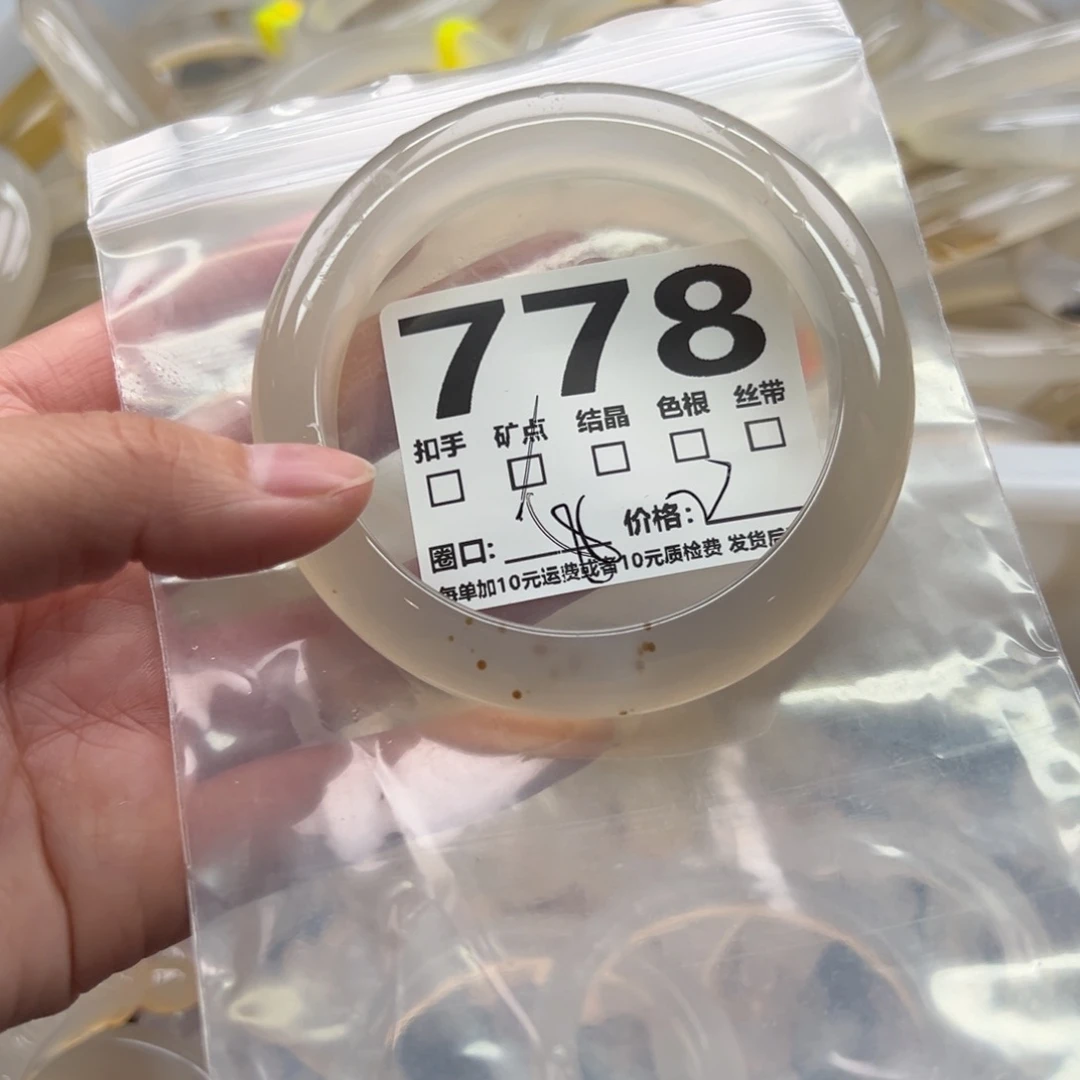 778
扣手 矿点 结晶 色根 丝带
圈口: 价格:
每单加10元运费或者10元质检费 发货后